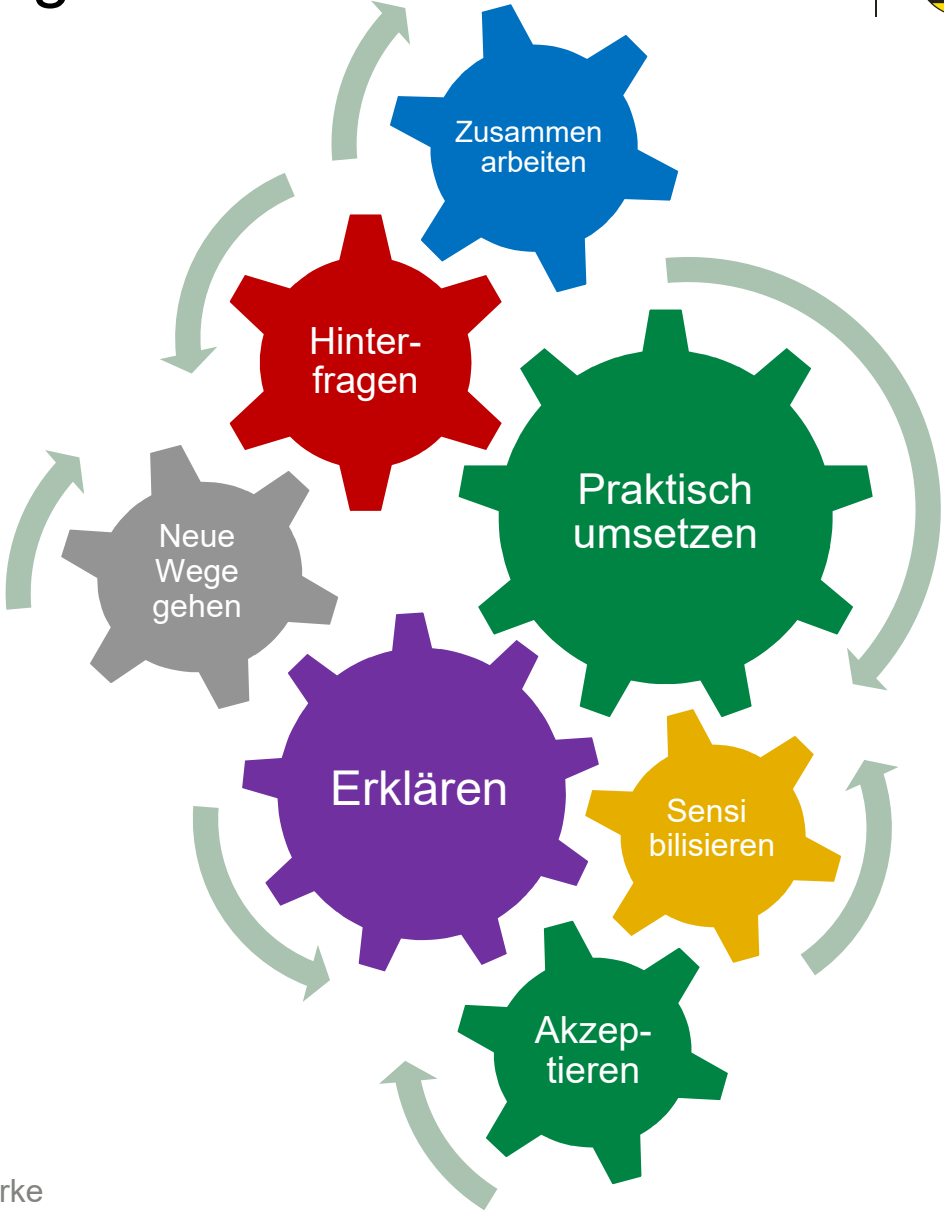 Zusammen
arbeiten
Hinter-
fragen
Praktisch
umsetzen
Neue
Wege
gehen
Erklären
Sensi
bilisieren
Akzep-
tieren